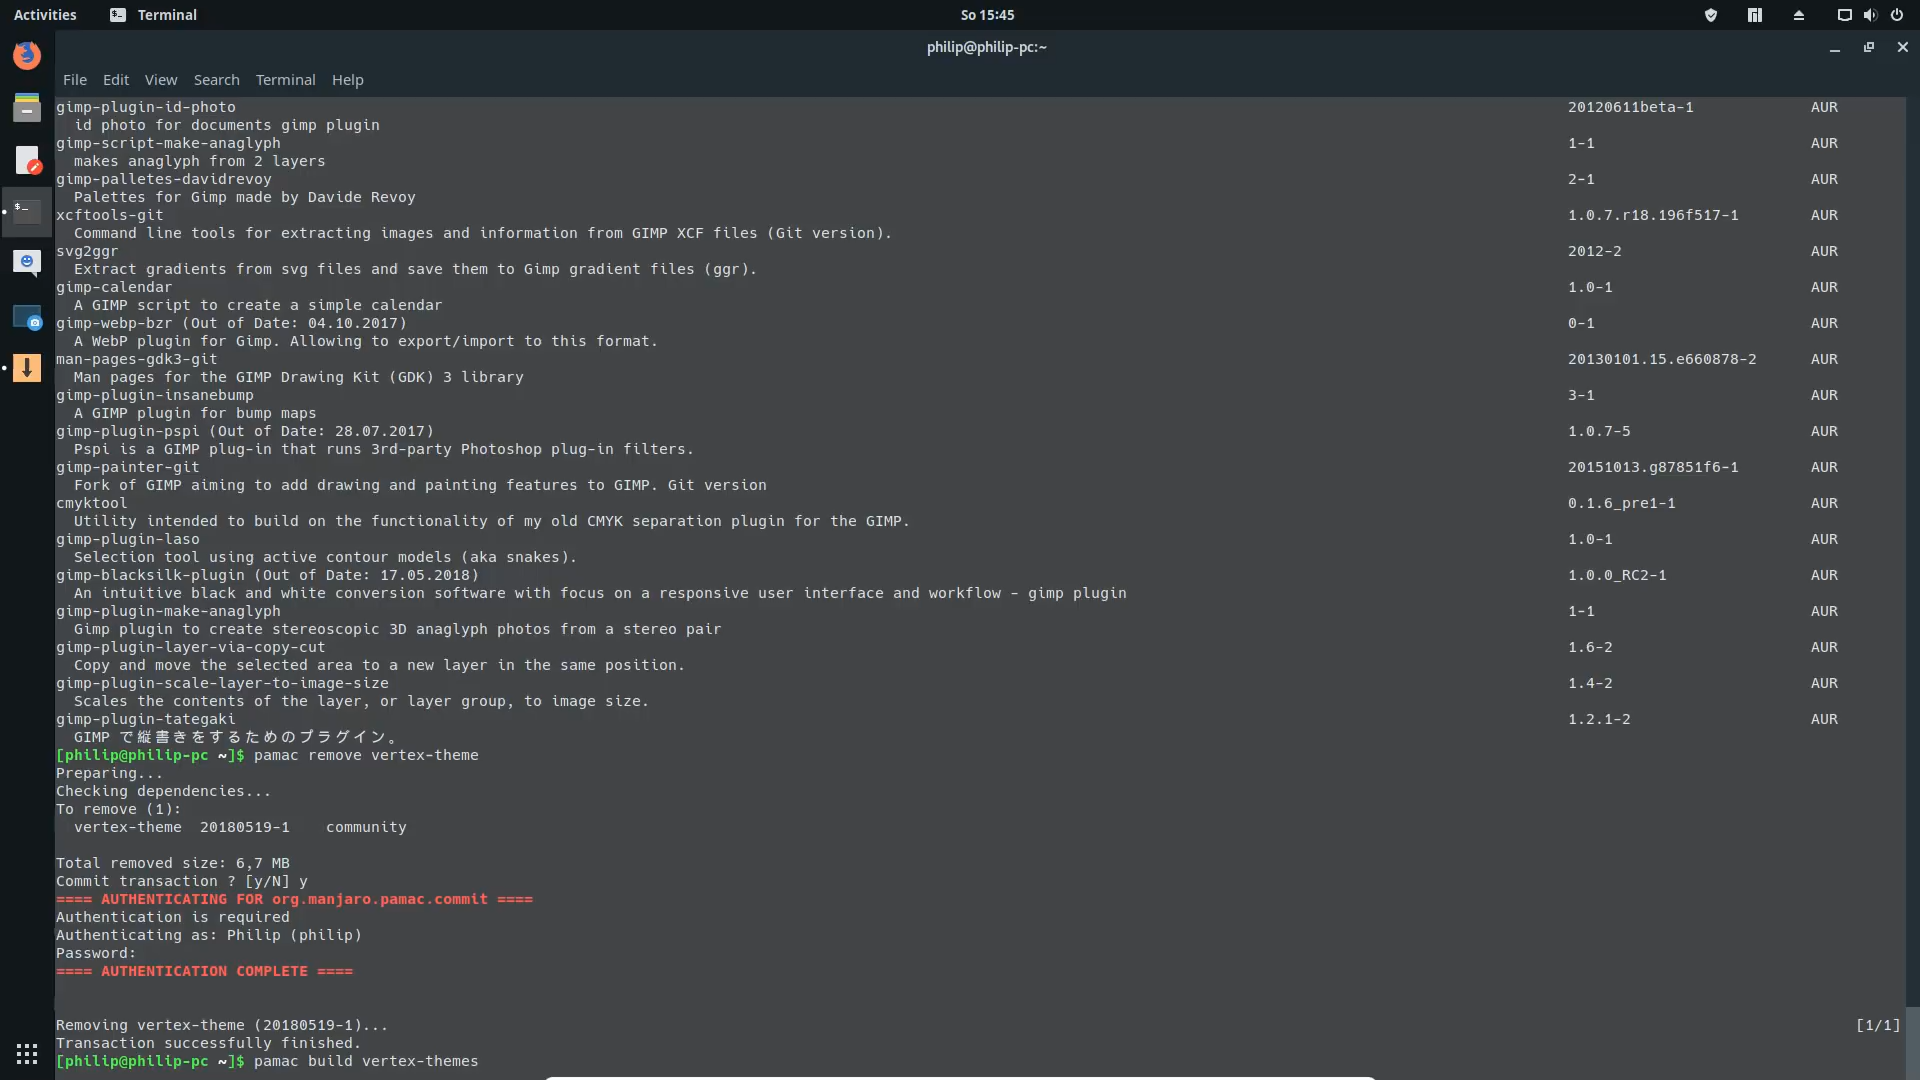 Activities Terminal So 15:45
philip@philip-pc:~
File Edit View Search Terminal Help
gimp-plugin-id-photo 20120611beta-1 AUR
id photo for documents gimp plugin
gimp-script-make-anaglyph 1-1 AUR
makes anaglyph from 2 layers
gimp-palletes-davidrevoy 2-1 AUR
Palettes for Gimp made by Davide Revoy
xcftools-git 1.0.7.r18.196f517-1 AUR
Command line tools for extracting images and information from GIMP XCF files (Git version).
svg2ggr 2012-2 AUR
Extract gradients from svg files and save them to Gimp gradient files (ggr).
gimp-calendar 1.0-1 AUR
A GIMP script to create a simple calendar
gimp-webp-bzr (Out of Date: 04.10.2017) 0-1 AUR
A WebP plugin for Gimp. Allowing to export/import to this format.
man-pages-gdk3-git 20130101.15.e660878-2 AUR
Man pages for the GIMP Drawing Kit (GDK) 3 library
gimp-plugin-insanebump 3-1 AUR
A GIMP plugin for bump maps
gimp-plugin-pspi (Out of Date: 28.07.2017) 1.0.7-5 AUR
Pspi is a GIMP plug-in that runs 3rd-party Photoshop plug-in filters.
gimp-painter-git 20151013.g87851f6-1 AUR
Fork of GIMP aiming to add drawing and painting features to GIMP. Git version
cmyktool 0.1.6_pre1-1 AUR
Utility intended to build on the functionality of my old CMYK separation plugin for the GIMP.
gimp-plugin-laso 1.0-1 AUR
Selection tool using active contour models (aka snakes).
gimp-blacksilk-plugin (Out of Date: 17.05.2018) 1.0.0_RC2-1 AUR
An intuitive black and white conversion software with focus on a responsive user interface and workflow - gimp plugin
gimp-plugin-make-anaglyph 1-1 AUR
Gimp plugin to create stereoscopic 3D anaglyph photos from a stereo pair
gimp-plugin-layer-via-copy-cut 1.6-2 AUR
Copy and move the selected area to a new layer in the same position.
gimp-plugin-scale-layer-to-image-size 1.4-2 AUR
Scales the contents of the layer, or layer group, to image size.
gimp-plugin-tategaki 1.2.1-2 AUR
GIMP で縦書きをするためのプラグイン。
[philip@philip-pc ~]$ pamac remove vertex-theme
Preparing...
Checking dependencies...
To remove (1):
vertex-theme 20180519-1 community
Total removed size: 6,7 MB
Commit transaction ? [y/N] y
==== AUTHENTICATING FOR org.manjaro.pamac.commit ====
Authentication is required
Authenticating as: Philip (philip)
Password:
==== AUTHENTICATION COMPLETE ====
Removing vertex-theme (20180519-1)... [1/1]
Transaction successfully finished.
[philip@philip-pc ~]$ pamac build vertex-themes